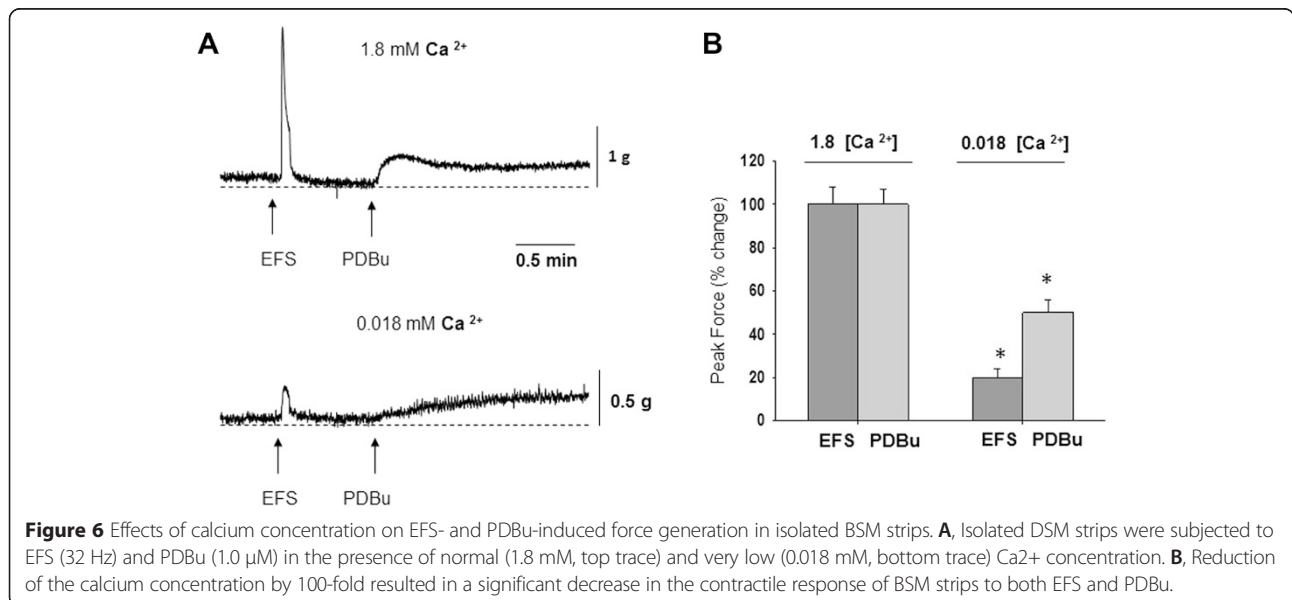 A
1.8 mM Ca 2+
1 g
EFS PDBu
0.5 min
0.018 mM Ca 2+
0.5 g
EFS PDBu
B
1.8 [Ca 2+] 0.018 [Ca 2+]
Peak Force (% change)
120
100
80
60
40
20
0
* *
EFS PDBu EFS PDBu
Figure 6 Effects of calcium concentration on EFS- and PDBu-induced force generation in isolated BSM strips. A, Isolated DSM strips were subjected to
EFS (32 Hz) and PDBu (1.0 μM) in the presence of normal (1.8 mM, top trace) and very low (0.018 mM, bottom trace) Ca2+ concentration. B, Reduction
of the calcium concentration by 100-fold resulted in a significant decrease in the contractile response of BSM strips to both EFS and PDBu.